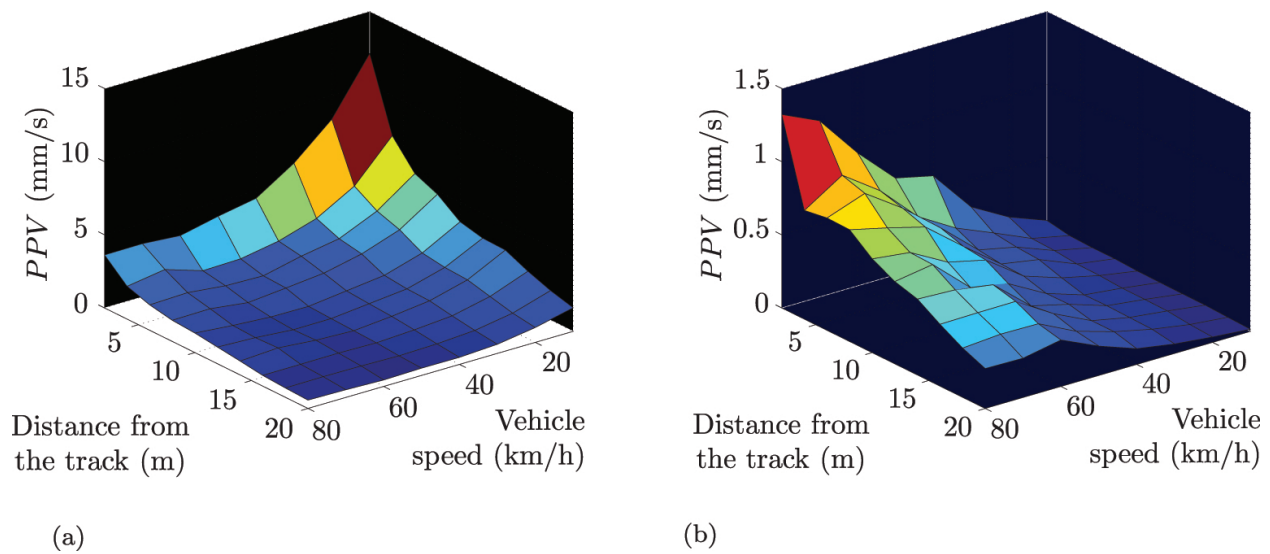 15
10
5
0
PPV (mm/s)
5
10
15
20
Distance from
the track (m)
80
60
40
20
Vehicle
speed (km/h)
(a)
1.5
1
0.5
0
PPV (mm/s)
5
10
15
20
Distance from
the track (m)
80
60
40
20
Vehicle
speed (km/h)
(b)